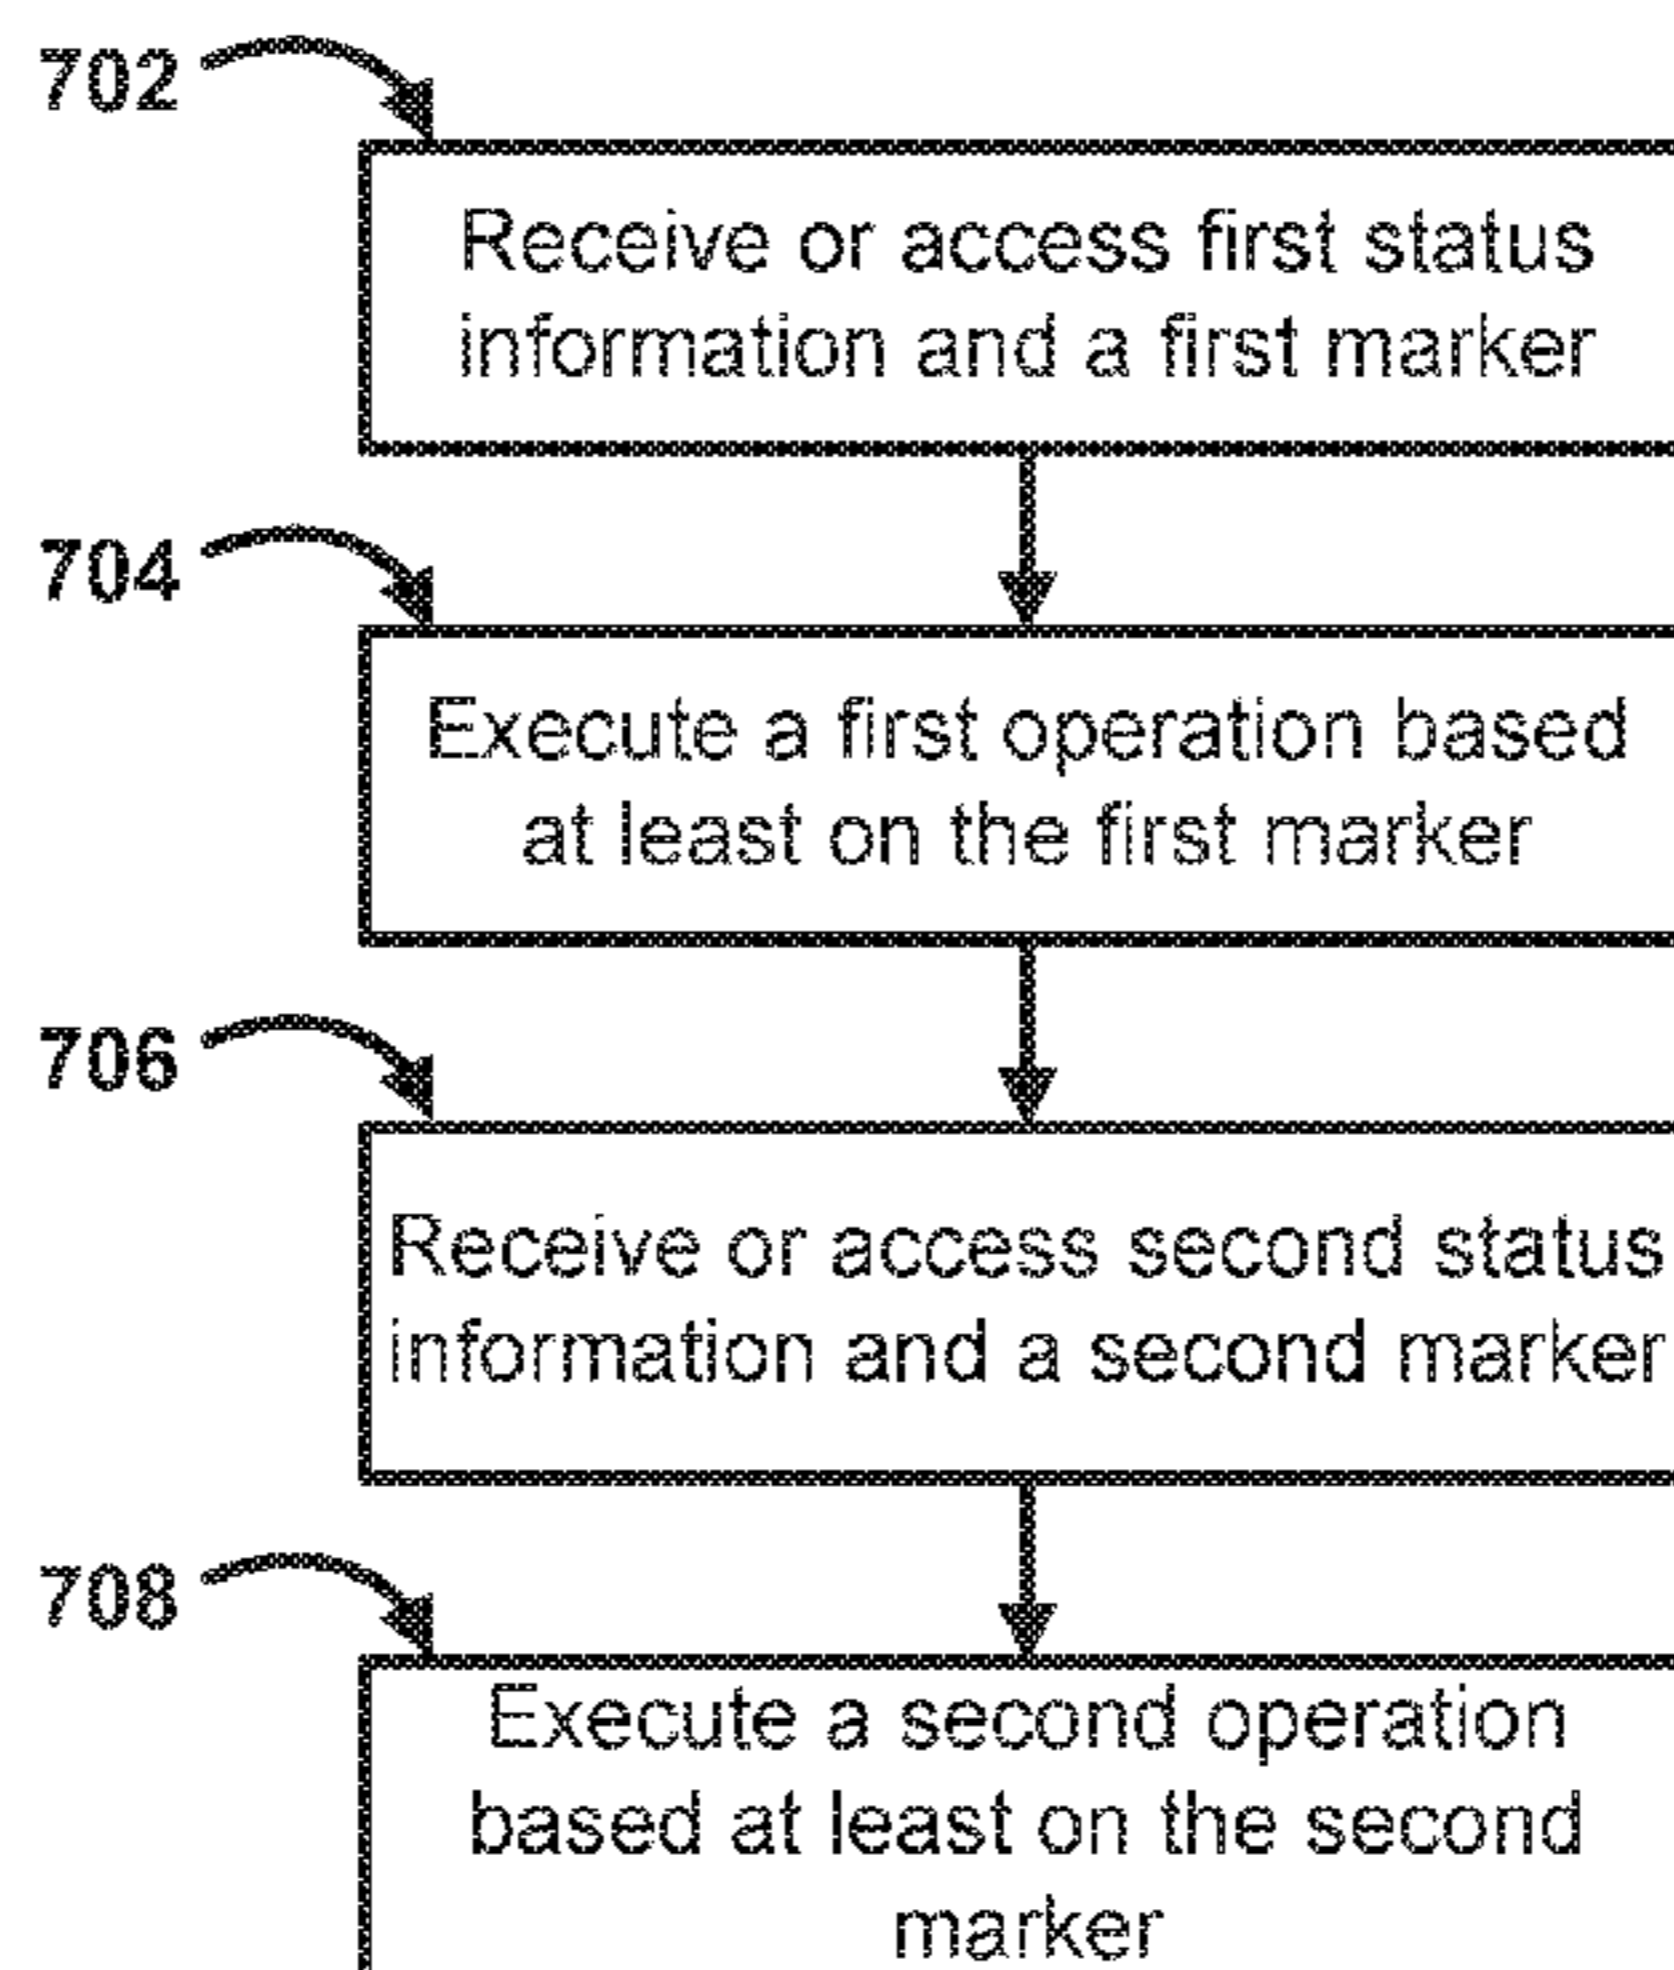 702
Receive or access first status
information and a first marker
704
Execute a first operation based
at least on the first marker
706
Receive or access second status
information and a second marker
708
Execute a second operation
based at least on the second
marker